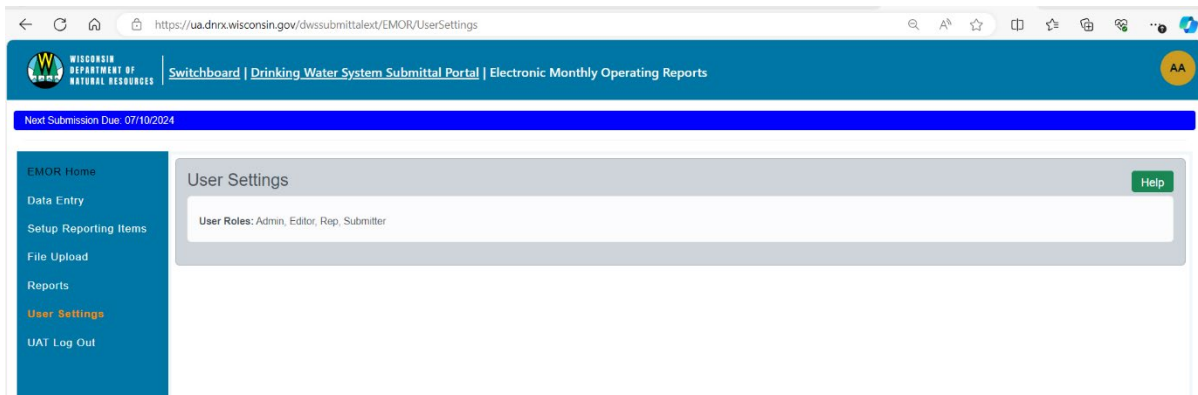 https://ua.dnrx.wisconsin.gov/dwssubmittalext/EMOR/UserSettings
WISCONSIN
DEPARTMENT OF
NATURAL RESOURCES
Switchboard | Drinking Water System Submittal Portal | Electronic Monthly Operating Reports
AA
Next Submission Due: 07/10/2024
EMOR Home
Data Entry
Setup Reporting Items
File Upload
Reports
User Settings
UAT Log Out
User Settings
Help
User Roles: Admin, Editor, Rep, Submitter